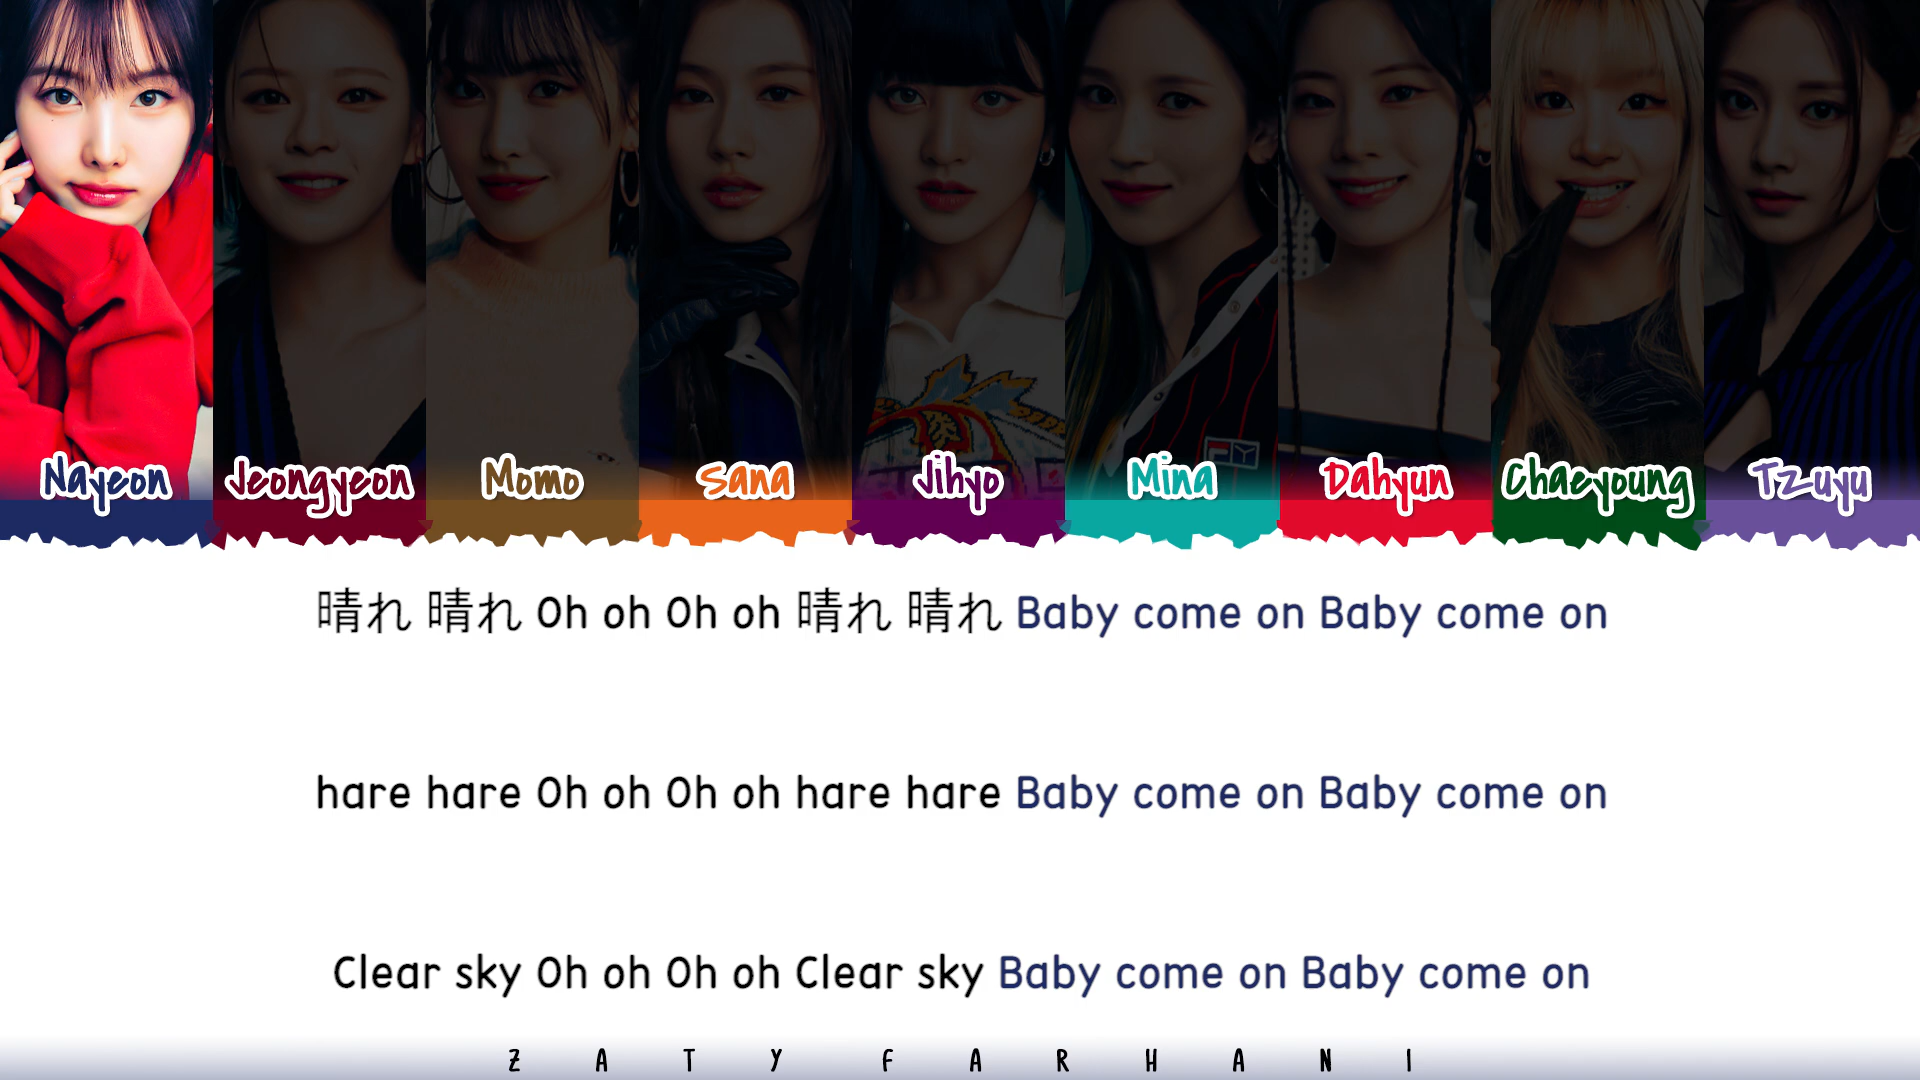 Nayeon Jeongyeon Momo Sana Jihyo Mina Dahyun Chaeyoung Tzuyu
晴れ 晴れ Oh oh Oh oh 晴れ 晴れ Baby come on Baby come on
hare hare Oh oh Oh oh hare hare Baby come on Baby come on
Clear sky Oh oh Oh oh Clear sky Baby come on Baby come on
ZATY FARHANI